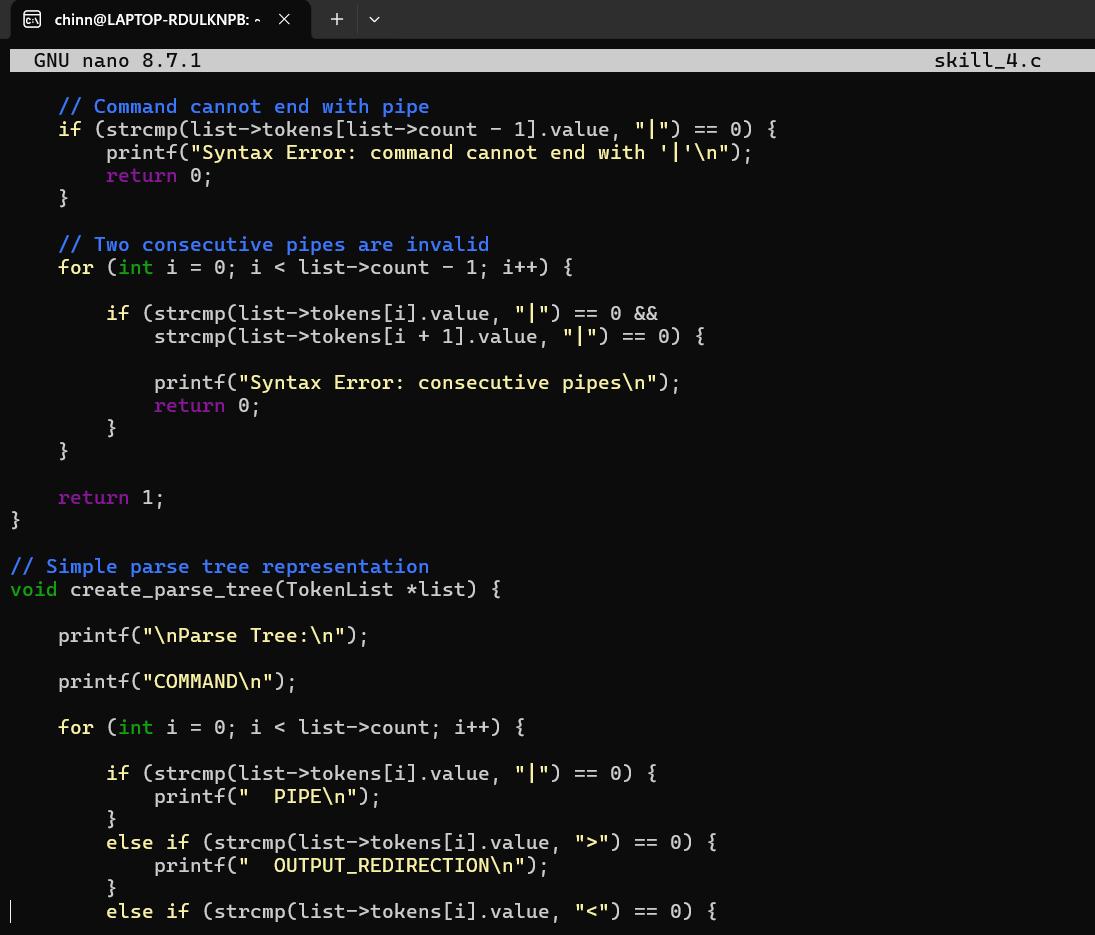 chinn@LAPTOP-RDULKNPB: ~
GNU nano 8.7.1 skill_4.c
// Command cannot end with pipe
if (strcmp(list->tokens[list->count - 1].value, "|") == 0) {
printf("Syntax Error: command cannot end with '|'\n");
return 0;
}
// Two consecutive pipes are invalid
for (int i = 0; i < list->count - 1; i++) {
if (strcmp(list->tokens[i].value, "|") == 0 &&
strcmp(list->tokens[i + 1].value, "|") == 0) {
printf("Syntax Error: consecutive pipes\n");
return 0;
}
}
return 1;
}
// Simple parse tree representation
void create_parse_tree(TokenList *list) {
printf("\nParse Tree:\n");
printf("COMMAND\n");
for (int i = 0; i < list->count; i++) {
if (strcmp(list->tokens[i].value, "|") == 0) {
printf("  PIPE\n");
}
else if (strcmp(list->tokens[i].value, ">") == 0) {
printf("  OUTPUT_REDIRECTION\n");
}
else if (strcmp(list->tokens[i].value, "<") == 0) {